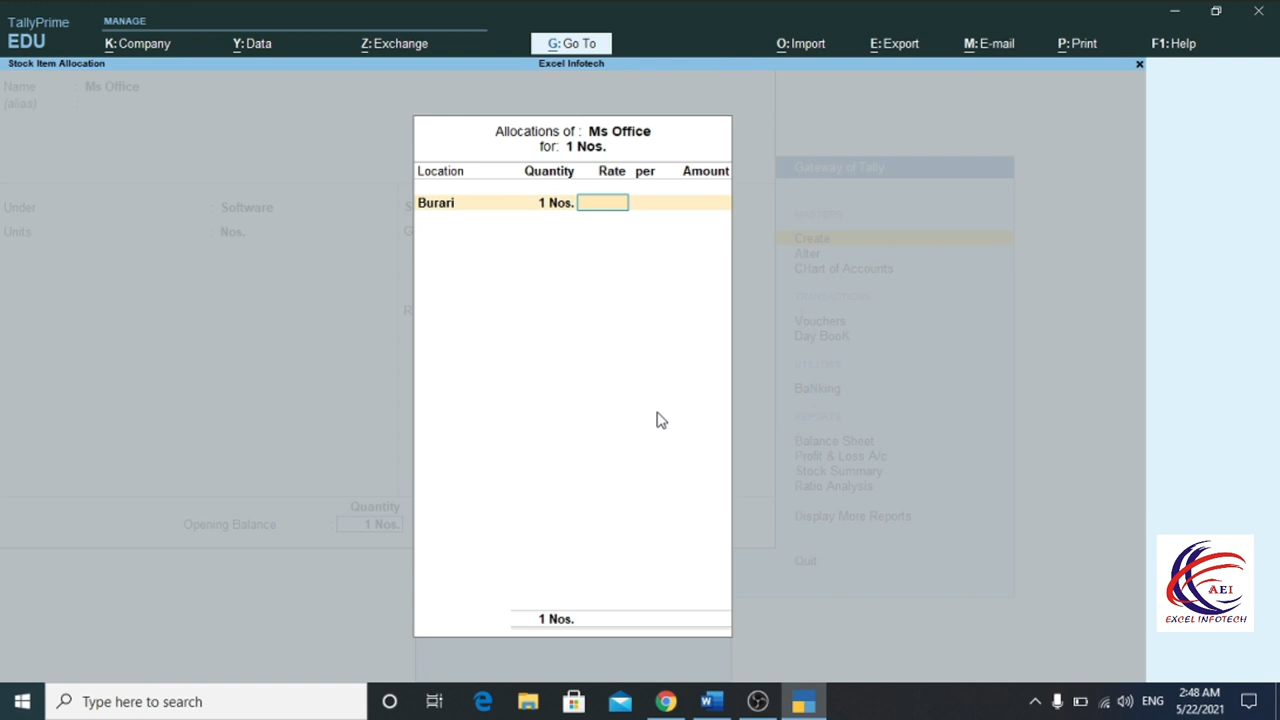 TallyPrime
EDU
MANAGE
K: Company
Y: Data
Z: Exchange
G: Go To
O: Import
E: Export
M: E-mail
P: Print
F1: Help
Stock Item Allocation
Excel Infotech
Name : Ms Office
(alias) :
Allocations of : Ms Office
for: 1 Nos.
Location Quantity Rate per Amount
Burari 1 Nos.
1 Nos.
Under : Software
Units : Nos.
Quantity
Opening Balance : 1 Nos.
Gateway of Tally
MASTERS
Create
Alter
CHart of Accounts
TRANSACTIONS
Vouchers
Day BooK
UTILITIES
BaNking
REPORTS
Balance Sheet
Profit & Loss A/c
Stock Summary
Ratio Analysis
Display More Reports
Quit
AEI
EXCEL INFOTECH
Type here to search
ENG
2:48 AM
5/22/2021